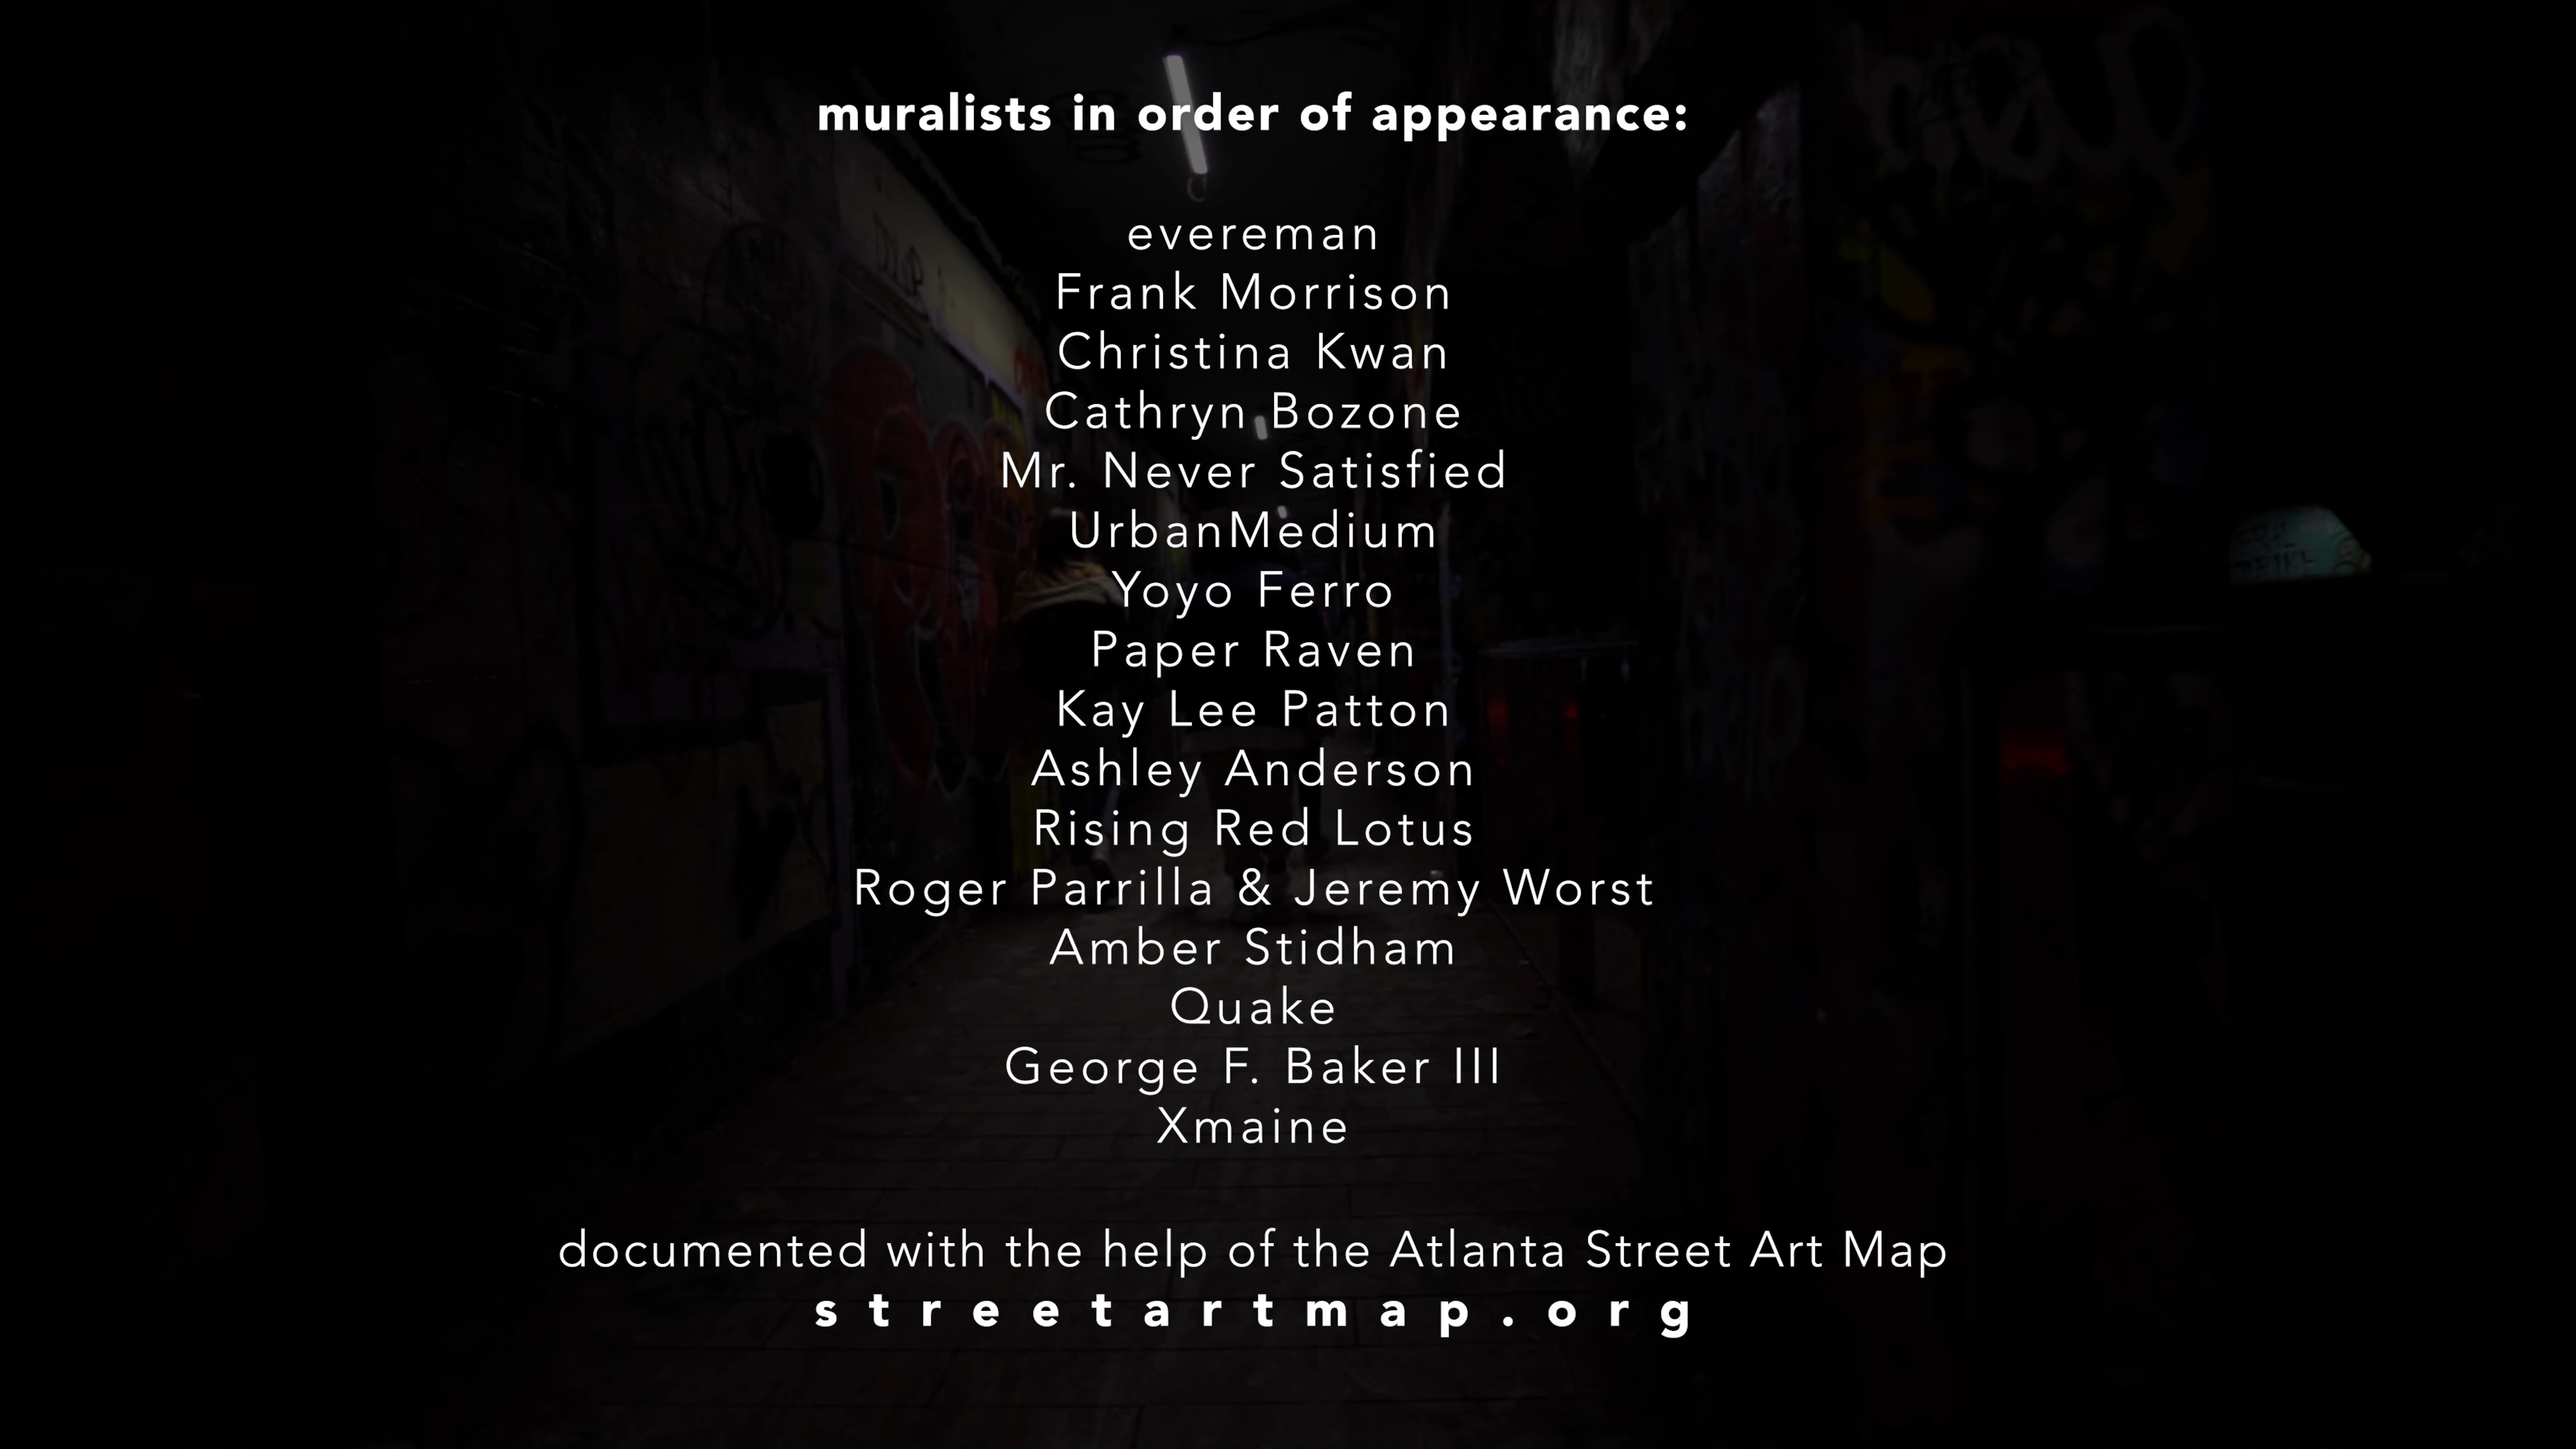 muralists in order of appearance:
evereman
Frank Morrison
Christina Kwan
Cathryn Bozone
Mr. Never Satisfied
UrbanMedium
Yoyo Ferro
Paper Raven
Kay Lee Patton
Ashley Anderson
Rising Red Lotus
Roger Parrilla & Jeremy Worst
Amber Stidham
Quake
George F. Baker III
Xmaine
documented with the help of the Atlanta Street Art Map
streetartmap.org